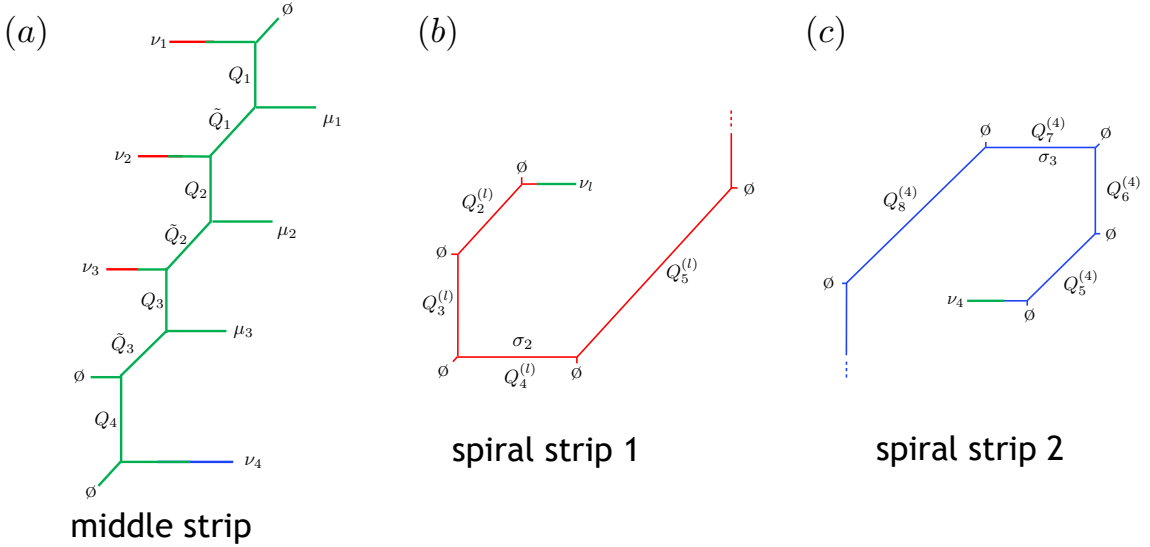 (a)
ν₁
∅
Q₁
Q̃₁
μ₁
ν₂
Q₂
Q̃₂
μ₂
ν₃
Q₃
Q̃₃
μ₃
∅
Q₄
ν₄
∅
middle strip
(b)
∅
ν_l
Q₂^{(l)}
∅
Q₃^{(l)}
∅
σ₂
Q₄^{(l)}
∅
Q₅^{(l)}
∅
spiral strip 1
(c)
∅
Q₇^{(4)}
σ₃
∅
Q₈^{(4)}
Q₆^{(4)}
∅
Q₅^{(4)}
∅
ν₄
∅
spiral strip 2